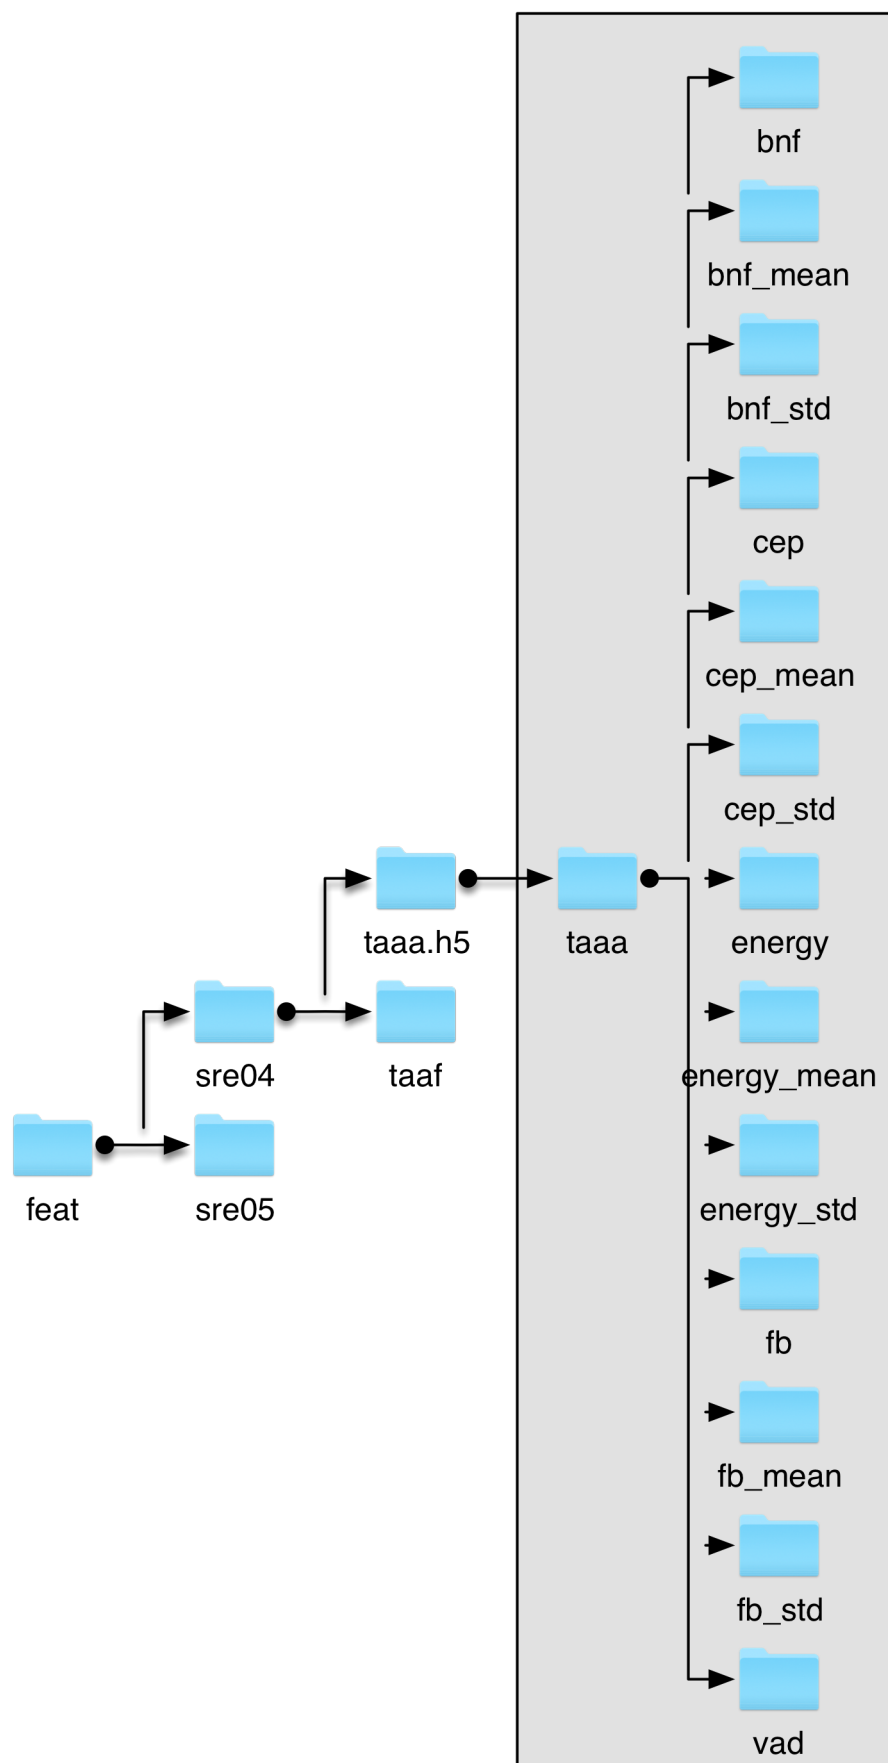 bnf
bnf_mean
bnf_std
cep
cep_mean
cep_std
taaa.h5
taaa
energy
sre04
taaf
energy_mean
feat
sre05
energy_std
fb
fb_mean
fb_std
vad